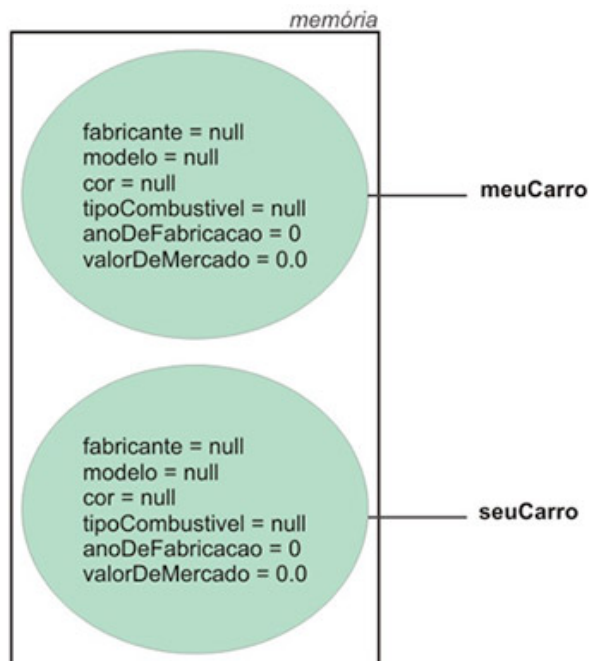 memória
fabricante = null
modelo = null
cor = null
tipoCombustivel = null
anoDeFabricacao = 0
valorDeMercado = 0.0
meuCarro
fabricante = null
modelo = null
cor = null
tipoCombustivel = null
anoDeFabricacao = 0
valorDeMercado = 0.0
seuCarro